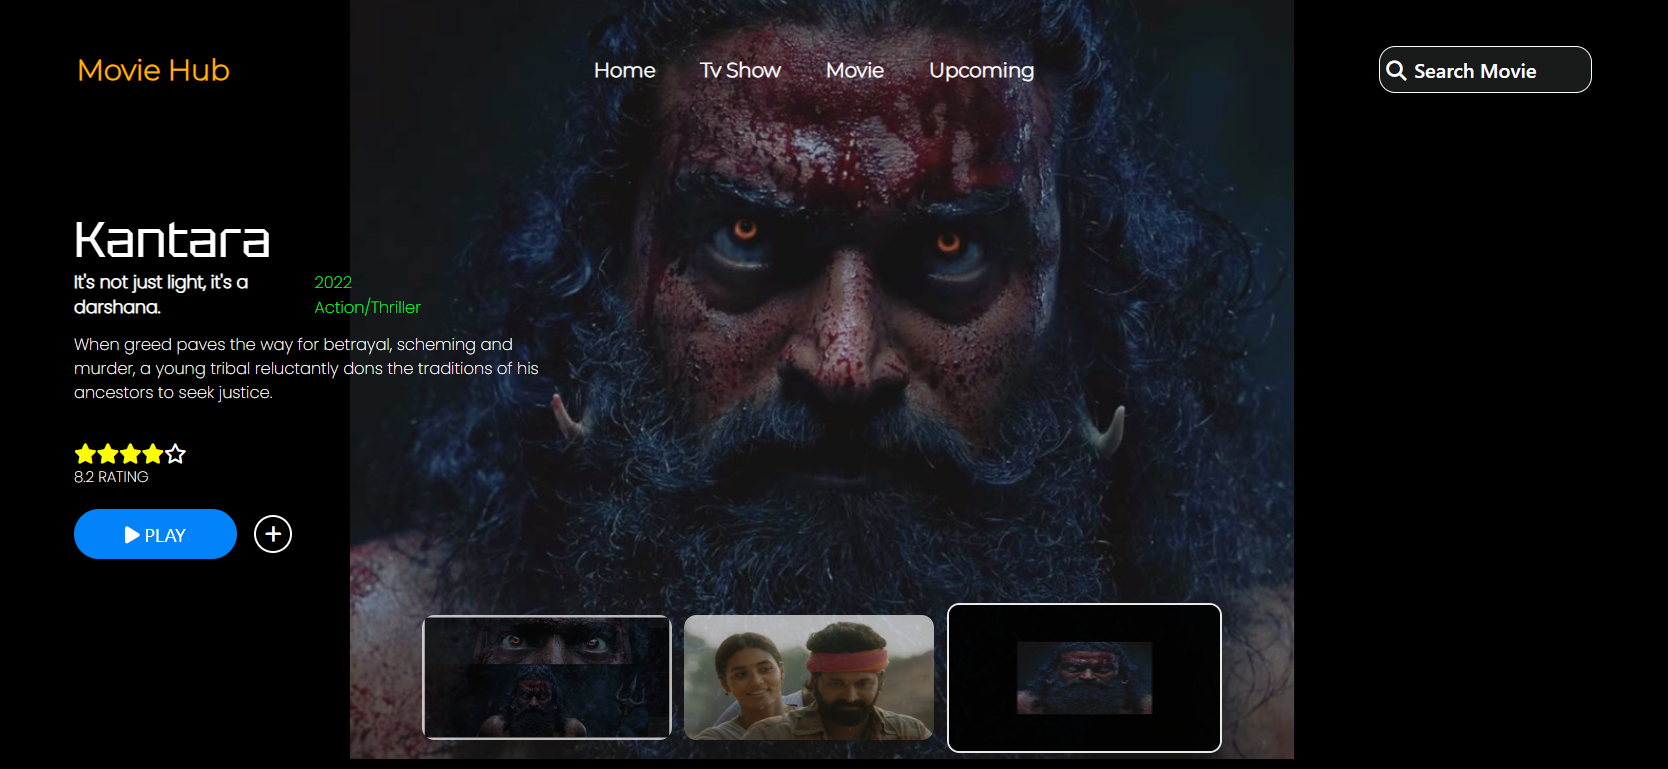 Movie Hub
Home
Tv Show
Movie
Upcoming
Search Movie
Kantara
It's not just light, it's a
darshana.
2022
Action/Thriller
When greed paves the way for betrayal, scheming and
murder, a young tribal reluctantly dons the traditions of his
ancestors to seek justice.
8.2 RATING
PLAY